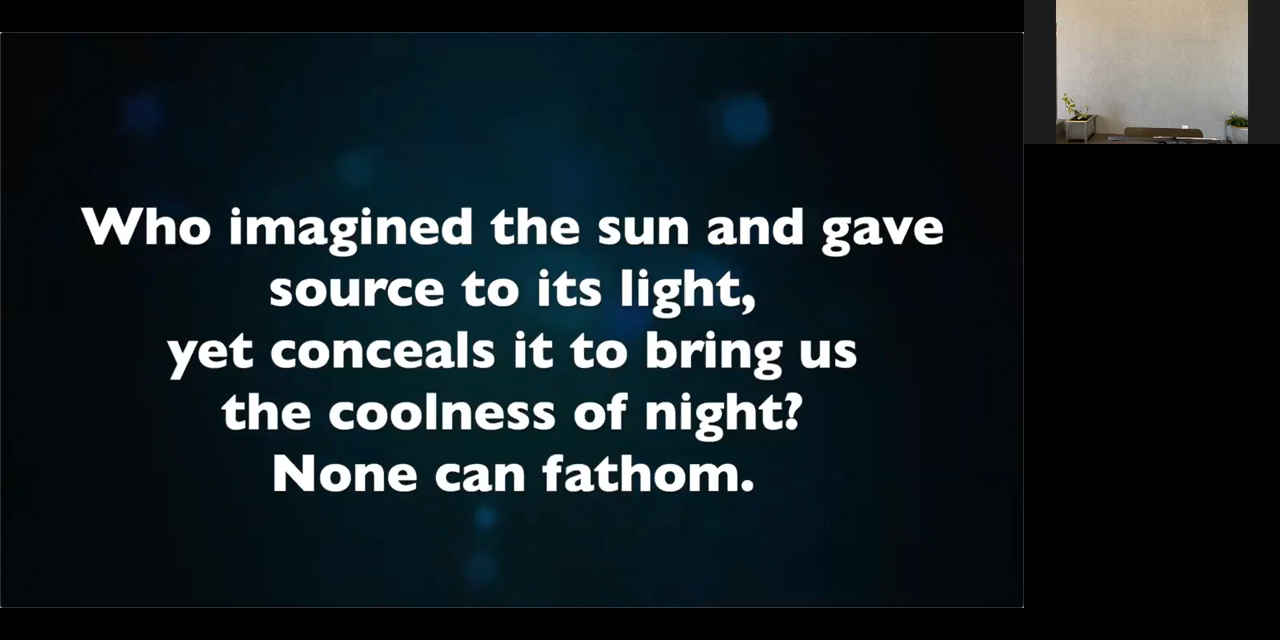 Who imagined the sun and gave
source to its light,
yet conceals it to bring us
the coolness of night?
None can fathom.